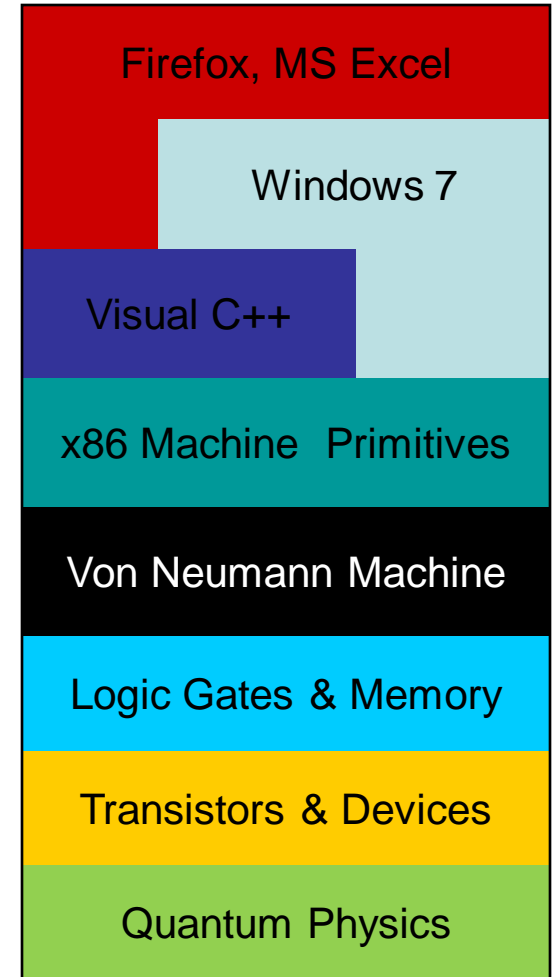 Firefox, MS Excel
Windows 7
Visual C++
x86 Machine Primitives
Von Neumann Machine
Logic Gates & Memory
Transistors & Devices
Quantum Physics